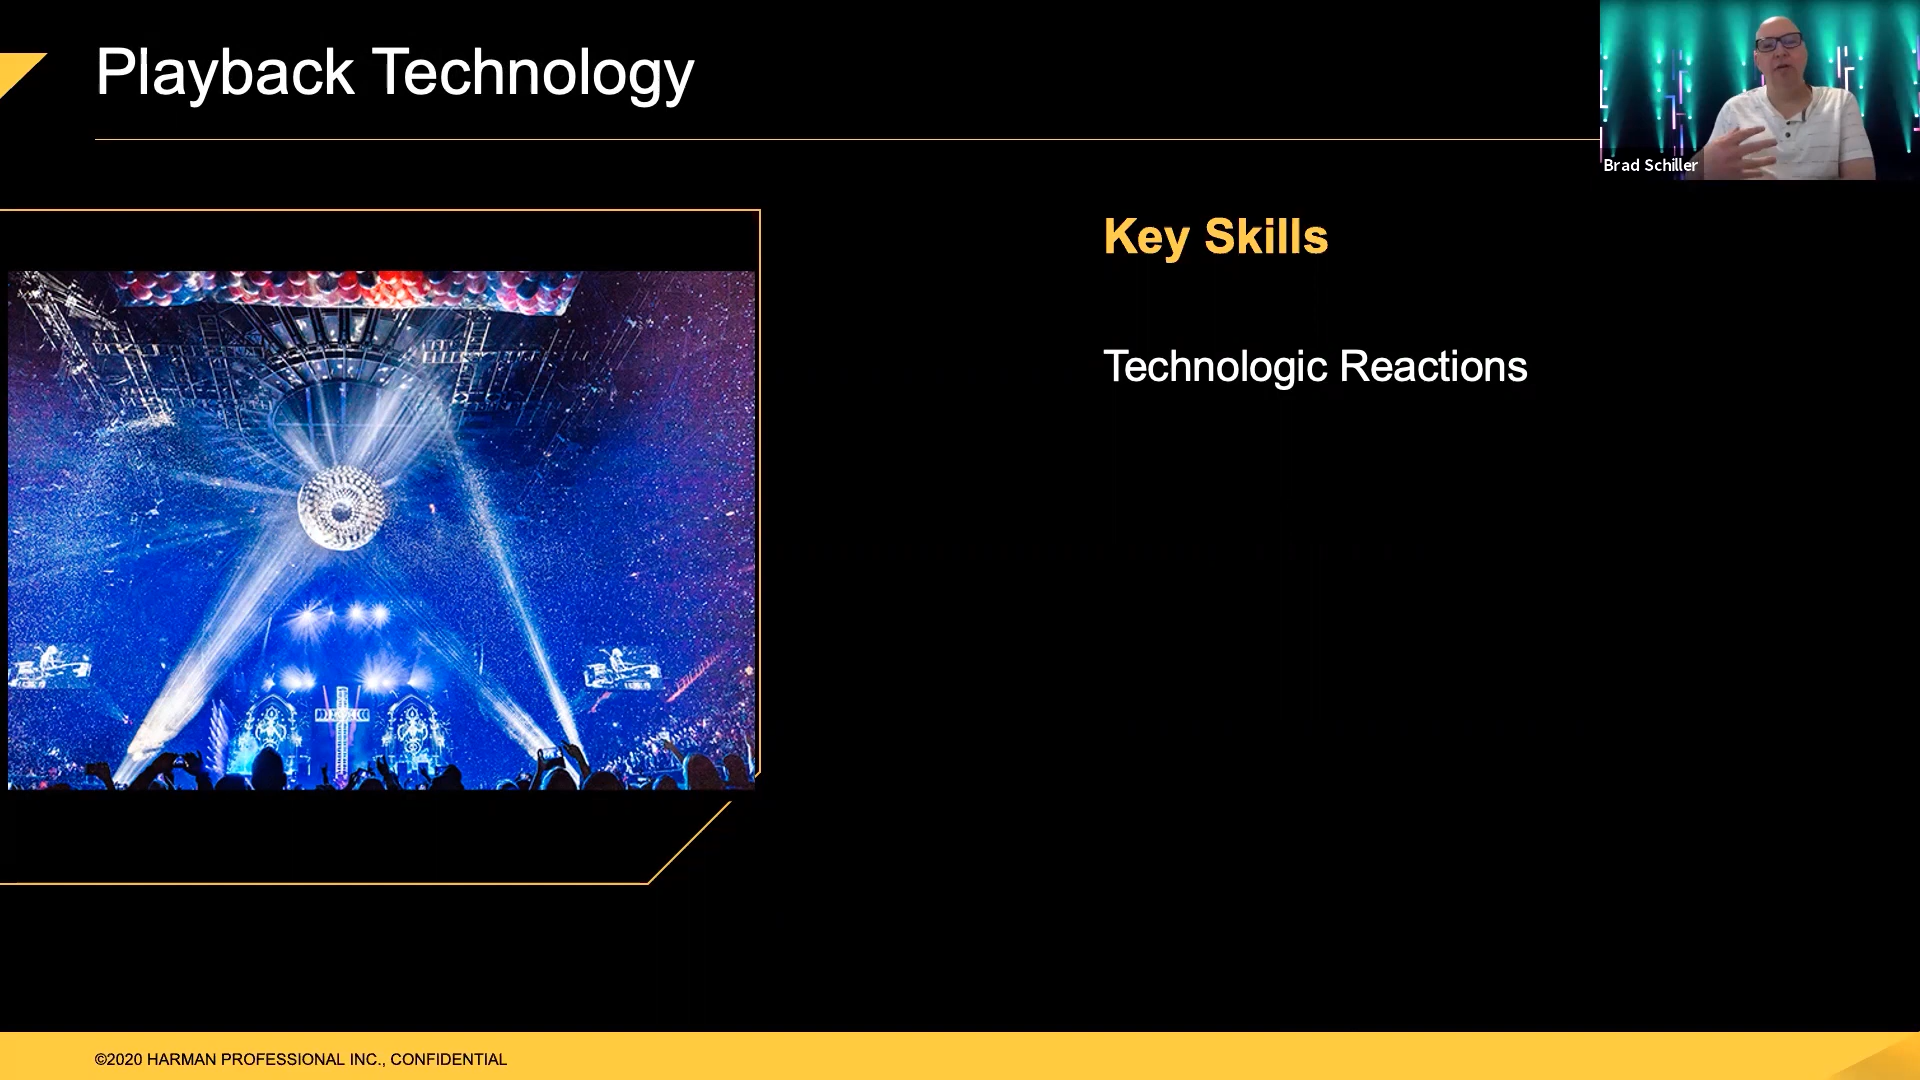 Playback Technology
Brad Schiller
Key Skills
Technologic Reactions
©2020 HARMAN PROFESSIONAL INC., CONFIDENTIAL